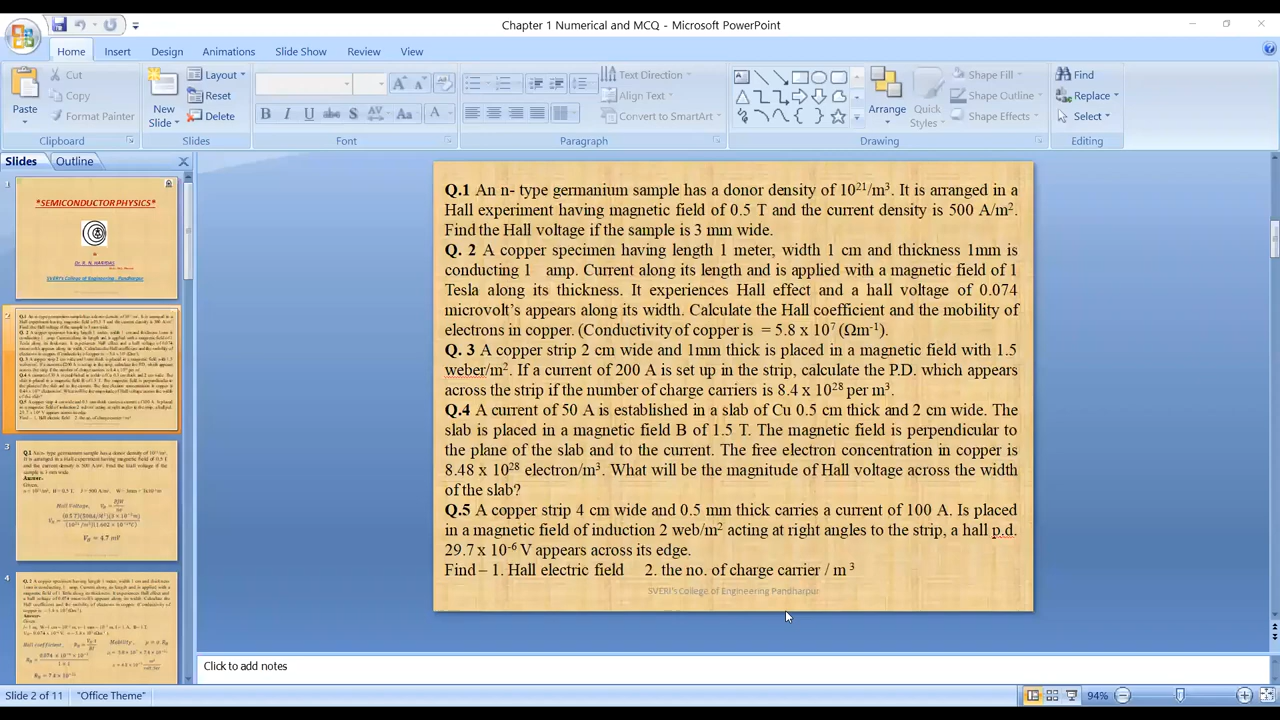 Chapter 1 Numerical and MCQ - Microsoft PowerPoint
Home Insert Design Animations Slide Show Review View
Cut
Copy
Format Painter
Paste
Clipboard
New Slide
Layout
Reset
Delete
Slides
B I U abc S AV Aa A
Font
Text Direction
Align Text
Convert to SmartArt
Paragraph
Arrange
Quick Styles
Shape Fill
Shape Outline
Shape Effects
Drawing
Find
Replace
Select
Editing
Slides Outline
1
*SEMICONDUCTOR PHYSICS*
SVERI's College of Engineering, Pandharpur
2
3
Answer-
4
Answer-
Q.1 An n- type germanium sample has a donor density of 10²¹/m³. It is arranged in a
Hall experiment having magnetic field of 0.5 T and the current density is 500 A/m².
Find the Hall voltage if the sample is 3 mm wide.
Q. 2 A copper specimen having length 1 meter, width 1 cm and thickness 1mm is
conducting 1 amp. Current along its length and is applied with a magnetic field of 1
Tesla along its thickness. It experiences Hall effect and a hall voltage of 0.074
microvolt's appears along its width. Calculate the Hall coefficient and the mobility of
electrons in copper. (Conductivity of copper is = 5.8 x 10⁷ (Ωm⁻¹).
Q. 3 A copper strip 2 cm wide and 1mm thick is placed in a magnetic field with 1.5
weber/m². If a current of 200 A is set up in the strip, calculate the P.D. which appears
across the strip if the number of charge carriers is 8.4 x 10²⁸ per m³.
Q.4 A current of 50 A is established in a slab of Cu 0.5 cm thick and 2 cm wide. The
slab is placed in a magnetic field B of 1.5 T. The magnetic field is perpendicular to
the plane of the slab and to the current. The free electron concentration in copper is
8.48 x 10²⁸ electron/m³. What will be the magnitude of Hall voltage across the width
of the slab?
Q.5 A copper strip 4 cm wide and 0.5 mm thick carries a current of 100 A. Is placed
in a magnetic field of induction 2 web/m² acting at right angles to the strip, a hall p.d.
29.7 x 10⁻⁶ V appears across its edge.
Find – 1. Hall electric field 2. the no. of charge carrier / m ³
SVERI's College of Engineering Pandharpur
Click to add notes
Slide 2 of 11 "Office Theme" 94%